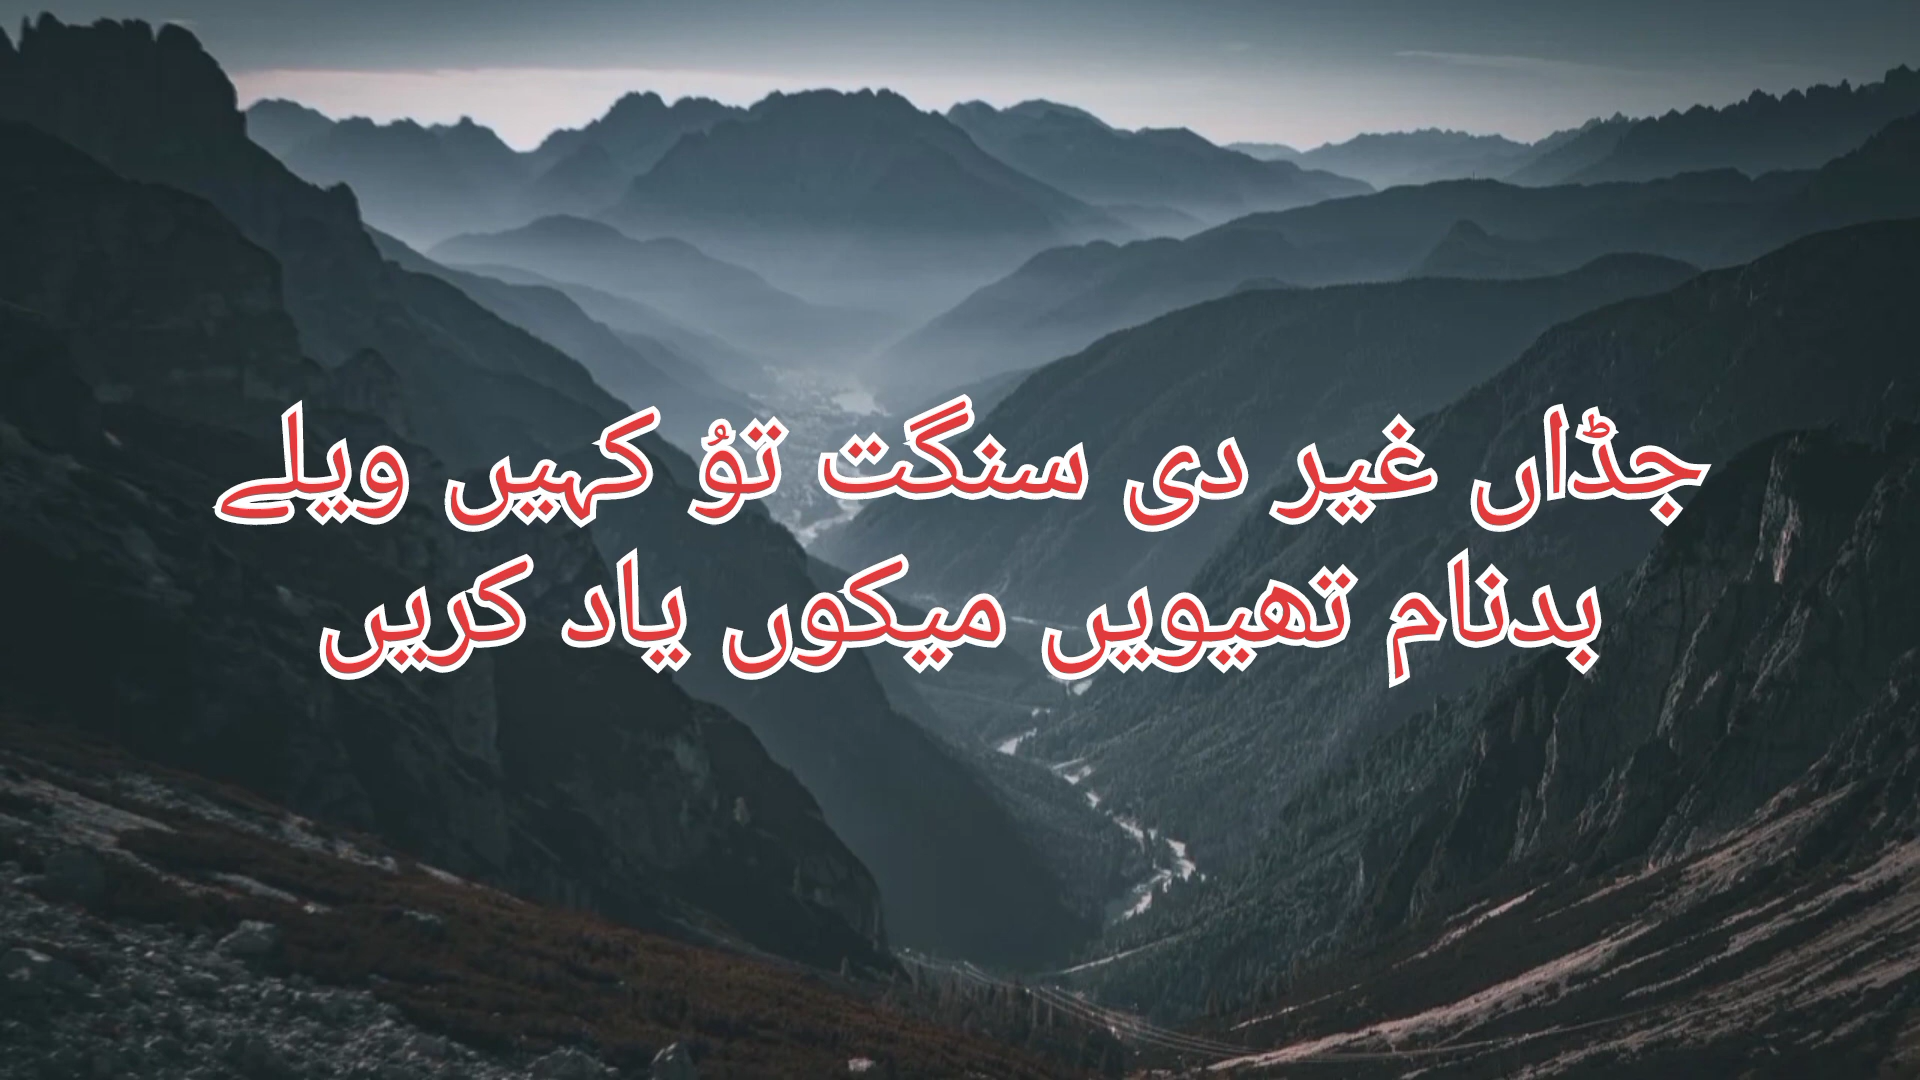 جڈاں غیر دی سنگت توُ کہیں ویلے
بدنام تھیویں میکوں یاد کریں